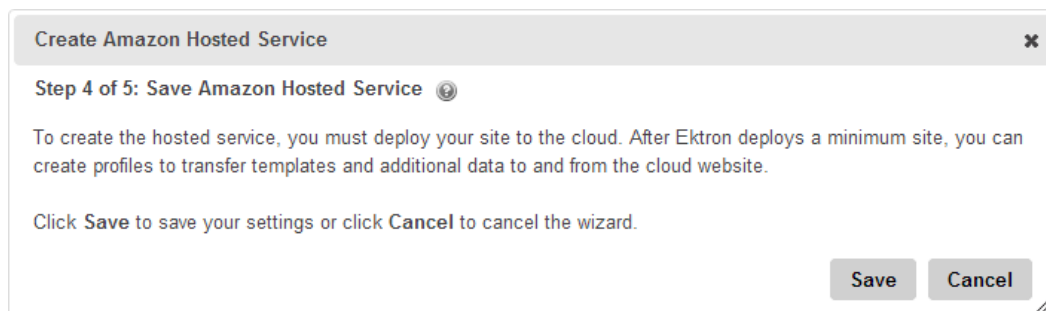 Create Amazon Hosted Service
Step 4 of 5: Save Amazon Hosted Service
To create the hosted service, you must deploy your site to the cloud. After Ektron deploys a minimum site, you can
create profiles to transfer templates and additional data to and from the cloud website.
Click Save to save your settings or click Cancel to cancel the wizard.
Save Cancel